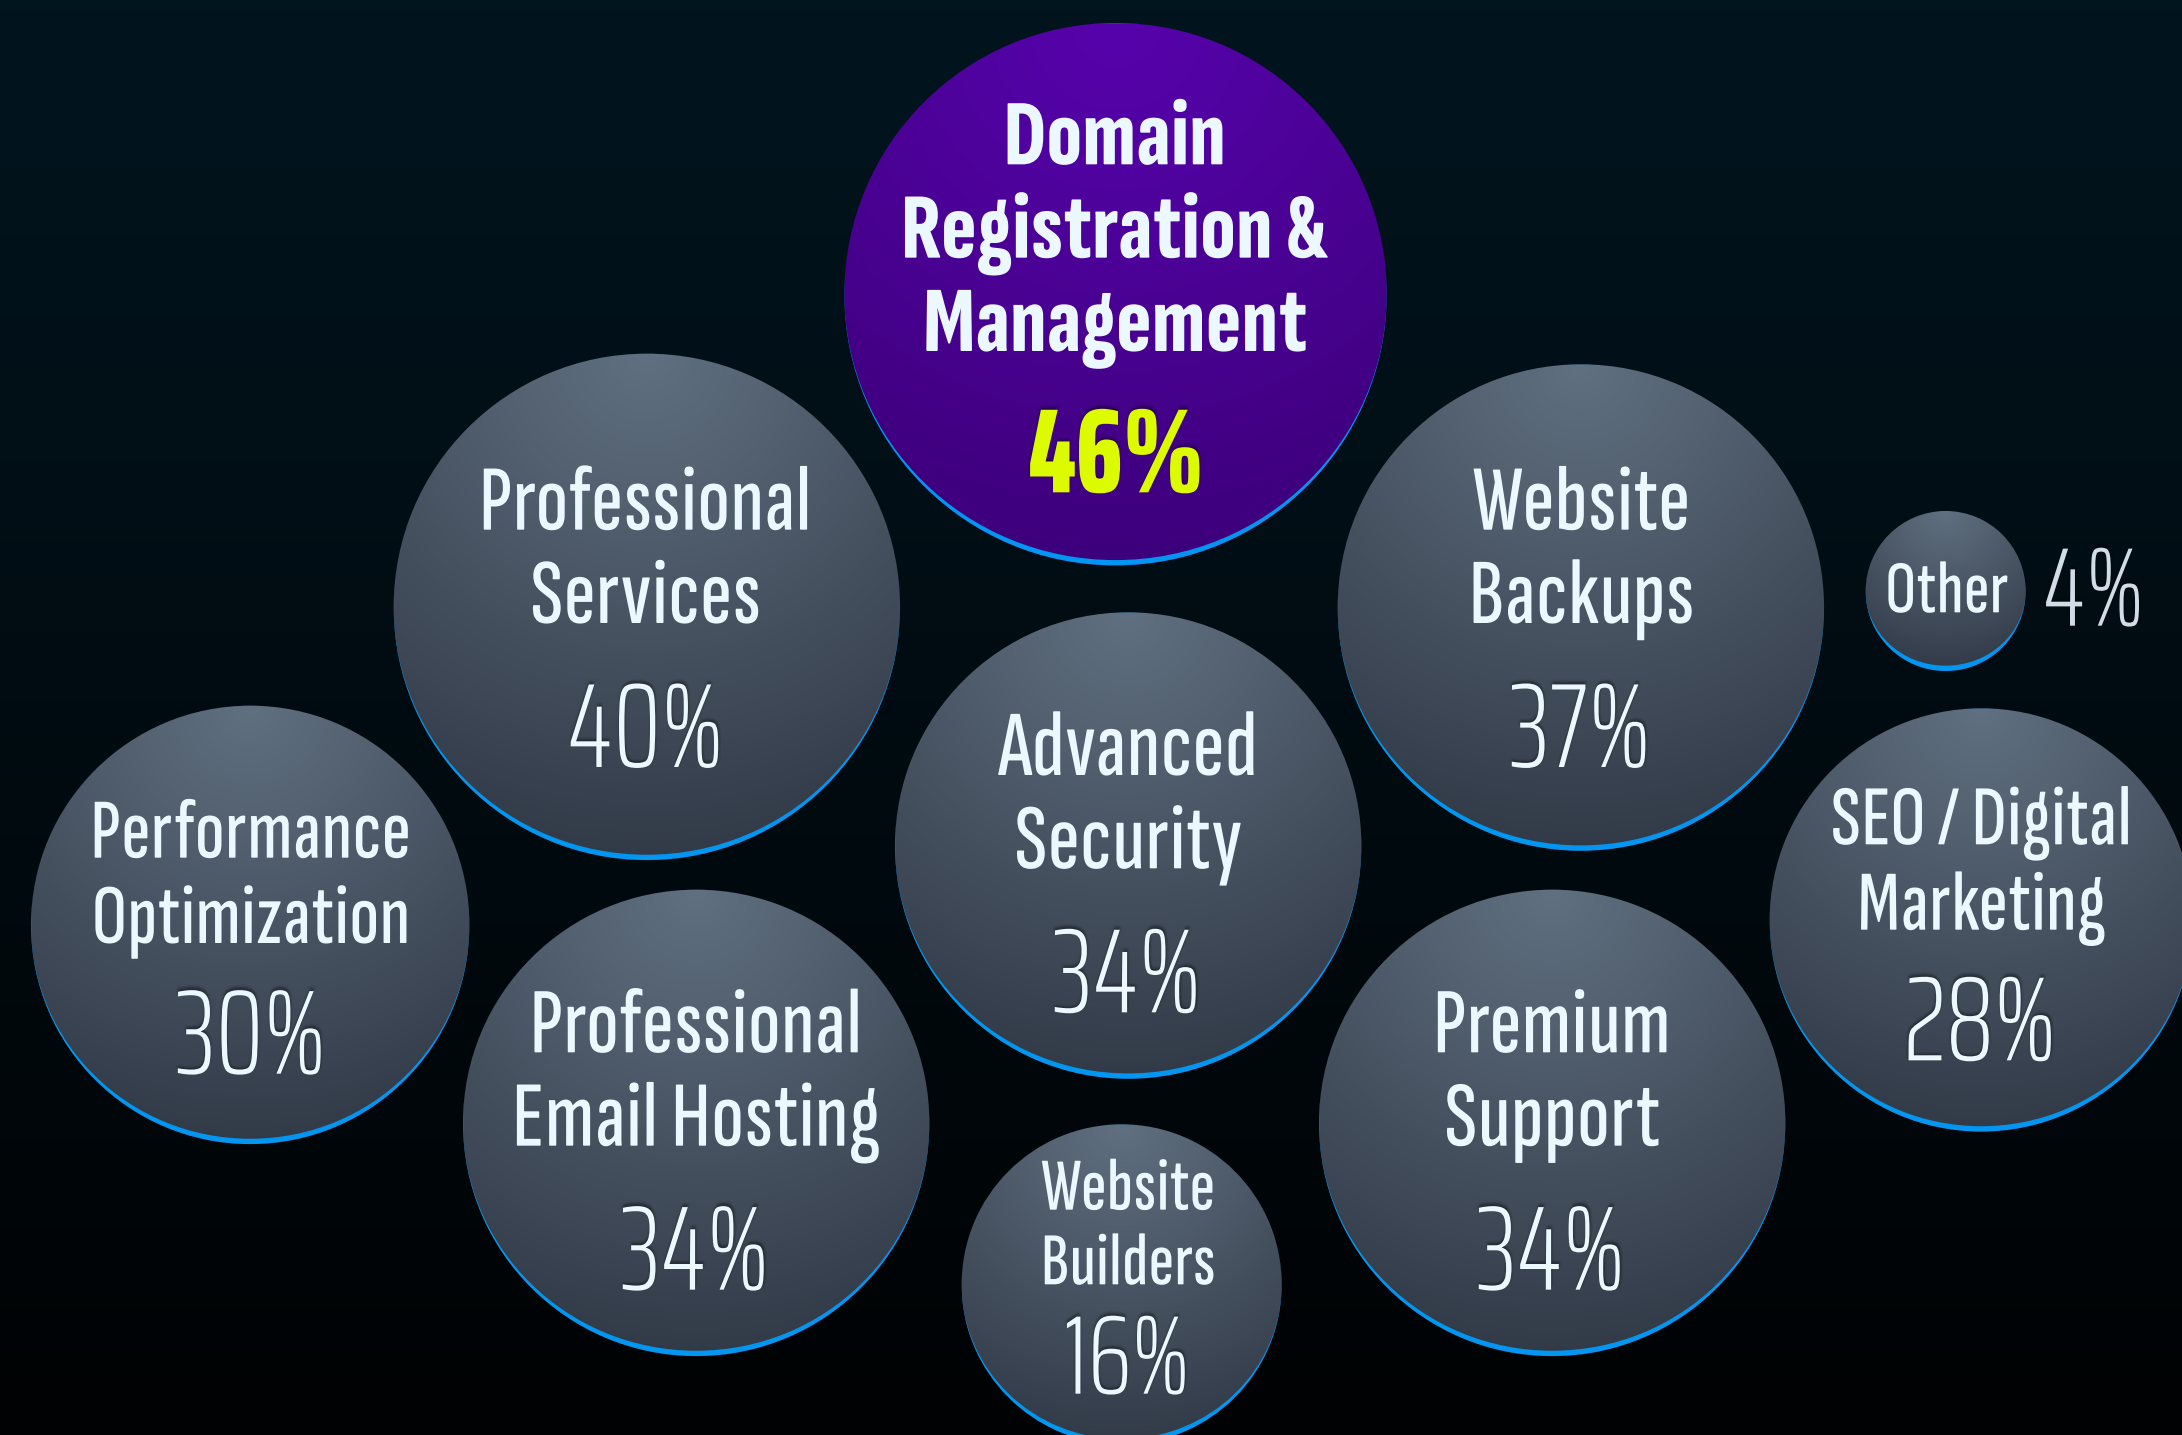 Domain
Registration &
Management
46%
Professional
Services
40%
Website
Backups
37%
Other 4%
Advanced
Security
34%
Performance
Optimization
30%
SEO / Digital
Marketing
28%
Professional
Email Hosting
34%
Premium
Support
34%
Website
Builders
16%